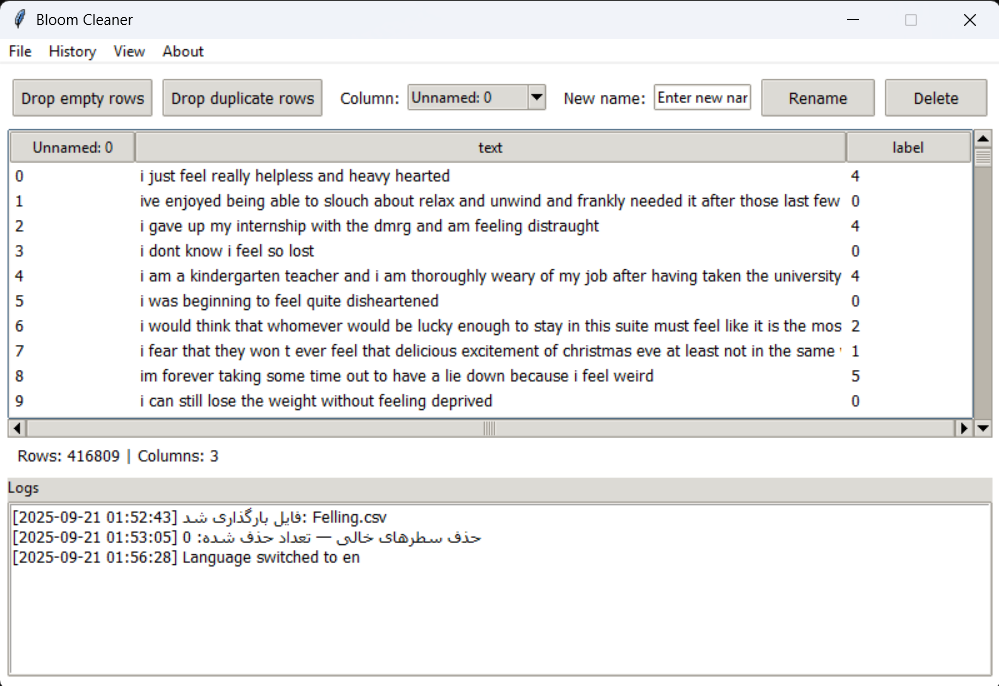 Bloom Cleaner
File History View About
Drop empty rows Drop duplicate rows Column: Unnamed: 0 New name: Enter new nar Rename Delete
Unnamed: 0 text label
0 i just feel really helpless and heavy hearted 4
1 ive enjoyed being able to slouch about relax and unwind and frankly needed it after those last few 0
2 i gave up my internship with the dmrg and am feeling distraught 4
3 i dont know i feel so lost 0
4 i am a kindergarten teacher and i am thoroughly weary of my job after having taken the university 4
5 i was beginning to feel quite disheartened 0
6 i would think that whomever would be lucky enough to stay in this suite must feel like it is the mos 2
7 i fear that they won t ever feel that delicious excitement of christmas eve at least not in the same 1
8 im forever taking some time out to have a lie down because i feel weird 5
9 i can still lose the weight without feeling deprived 0
Rows: 416809 | Columns: 3
Logs
[2025-09-21 01:52:43] فایل بارگذاری شد: Felling.csv
[2025-09-21 01:53:05] حذف سطرهای خالی — تعداد حذف شده: 0
[2025-09-21 01:56:28] Language switched to en